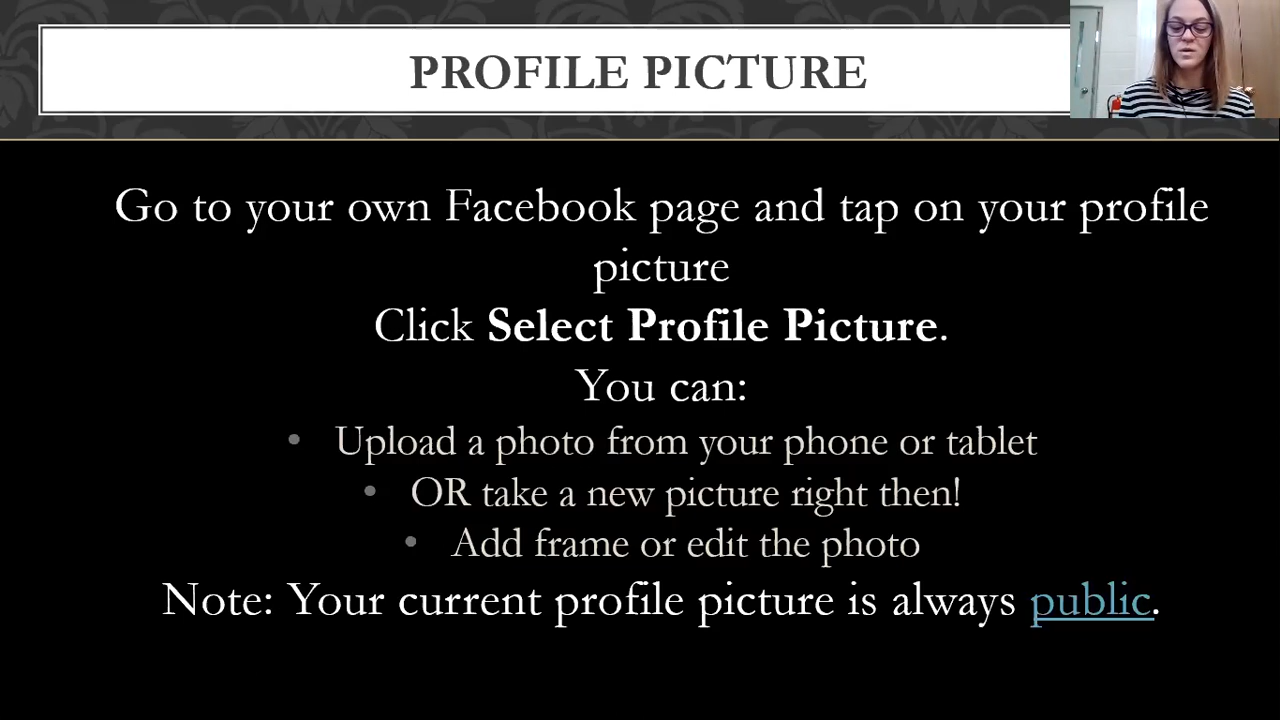 PROFILE PICTURE
Go to your own Facebook page and tap on your profile
picture
Click Select Profile Picture.
You can:
• Upload a photo from your phone or tablet
• OR take a new picture right then!
• Add frame or edit the photo
Note: Your current profile picture is always public.